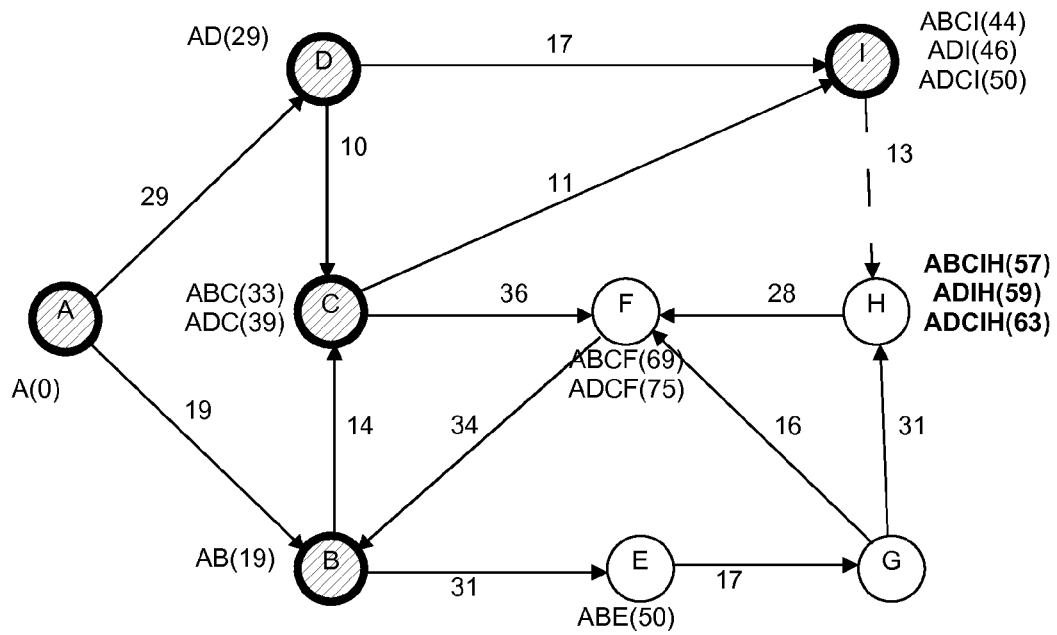 AD(29)
D
17
I
ABCI(44)
ADI(46)
ADCI(50)
10
13
29
11
A
A(0)
ABC(33)
ADC(39)
C
36
F
ABCF(69)
ADCF(75)
28
H
ABCIH(57)
ADIH(59)
ADCIH(63)
19
14
34
16
31
AB(19)
B
31
E
ABE(50)
17
G